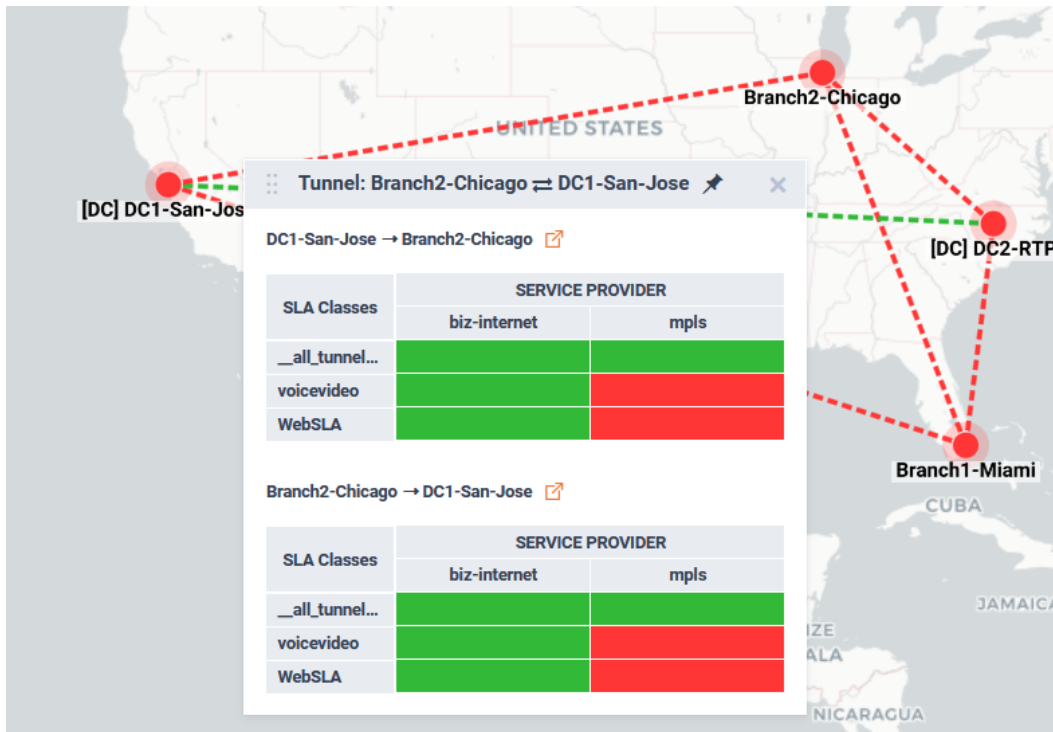 Branch2-Chicago
UNITED STATES
Tunnel: Branch2-Chicago ⇄ DC1-San-Jose
[DC] DC1-San-Jos
[DC] DC2-RTP
DC1-San-Jose → Branch2-Chicago
SLA Classes
SERVICE PROVIDER
biz-internet mpls
__all_tunnel...
voicevideo
WebSLA
Branch1-Miami
Branch2-Chicago → DC1-San-Jose
CUBA
SLA Classes
SERVICE PROVIDER
biz-internet mpls
__all_tunnel...
voicevideo
WebSLA
JAMAICA
IZE
ALA
NICARAGUA